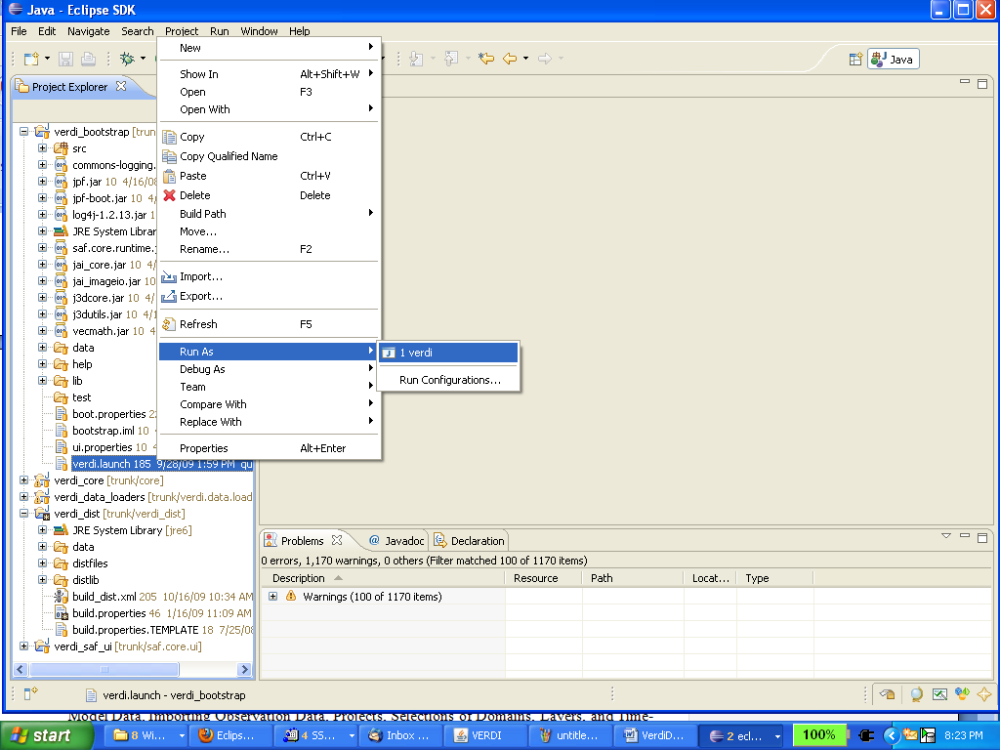 Java - Eclipse SDK
File Edit Navigate Search Project Run Window Help
Java
Project Explorer
New
Show In Alt+Shift+W
Open F3
Open With
Copy Ctrl+C
Copy Qualified Name
Paste Ctrl+V
Delete Delete
Build Path
Move...
Rename... F2
Import...
Export...
Refresh F5
Run As
Debug As
Team
Compare With
Replace With
Properties Alt+Enter
1 verdi
Run Configurations...
verdi_bootstrap [trun
src
commons-logging.
jpf.jar 10 4/16/08
jpf-boot.jar 10 4/
log4j-1.2.13.jar 1
JRE System Librar
saf.core.runtime.j
jai_core.jar 10 4/
jai_imageio.jar 10
j3dcore.jar 10 4/
j3dutils.jar 10 4/1
vecmath.jar 10 4/
data
help
lib
test
boot.properties 22
bootstrap.iml 10 4
ui.properties 10 4
verdi.launch 185 9/28/09 1:59 PM qu
verdi_core [trunk/core]
verdi_data_loaders [trunk/verdi.data.load
verdi_dist [trunk/verdi_dist]
JRE System Library [jre6]
data
distfiles
distlib
build_dist.xml 205 10/16/09 10:34 AM
build.properties 46 1/16/09 11:09 AM
build.properties.TEMPLATE 18 7/25/08
verdi_saf_ui [trunk/saf.core.ui]
Problems Javadoc Declaration
0 errors, 1,170 warnings, 0 others (Filter matched 100 of 1170 items)
Description Resource Path Locat... Type
Warnings (100 of 1170 items)
verdi.launch - verdi_bootstrap
Model Data, Importing Observation Data, Projects, Selections of Domains, Layers, and Time-
start 8 Wi... Eclips... 4 SS... Inbox ... VERDI untitle... VerdiD... 2 ecl... 100% 8:23 PM